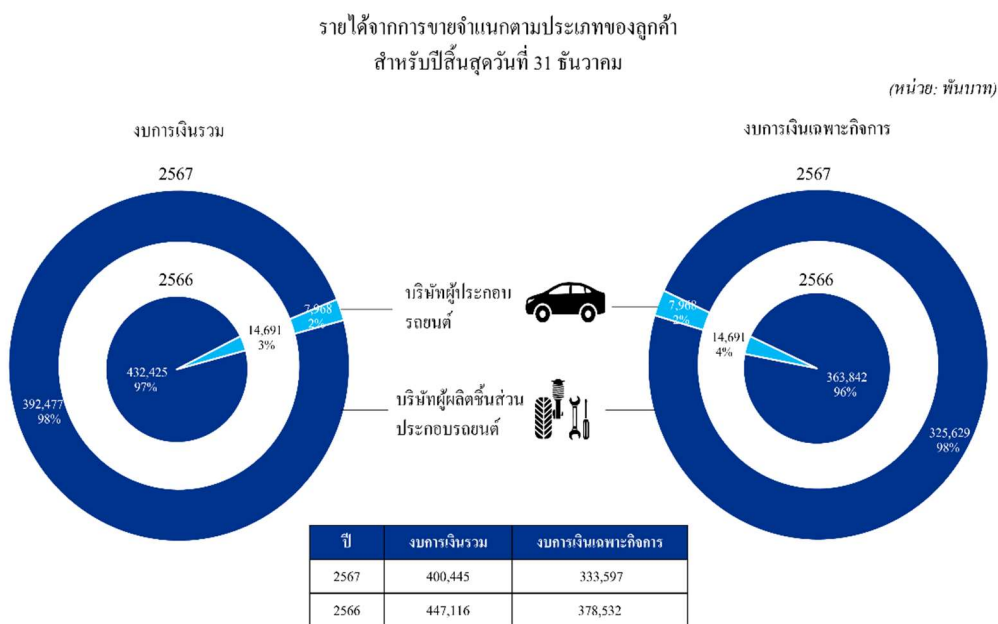 รายได้จากการขายจำแนกตามประเภทของลูกค้า
สำหรับปีสิ้นสุดวันที่ 31 ธันวาคม
(หน่วย: พันบาท)
งบการเงินรวม
งบการเงินเฉพาะกิจการ
2567
2567
2566
2566
7,968
2%
14,691
3%
432,425
97%
392,477
98%
บริษัทผู้ประกอบ
รถยนต์
บริษัทผู้ผลิตชิ้นส่วน
ประกอบรถยนต์
7,968
2%
14,691
4%
363,842
96%
325,629
98%
ปี งบการเงินรวม งบการเงินเฉพาะกิจการ
2567 400,445 333,597
2566 447,116 378,532